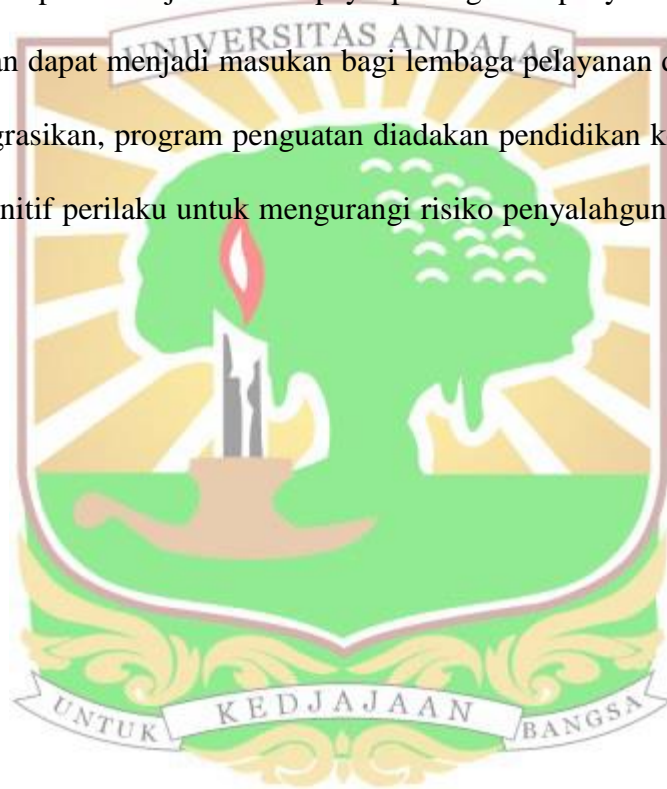 UNIVERSITAS ANDALAS
an dapat menjadi masukan bagi lembaga pelayanan
grasikan, program penguatan diadakan pendidikan
nitif perilaku untuk mengurangi risiko penyalahgun
UNTUK KEDJAJAAN BANGSA